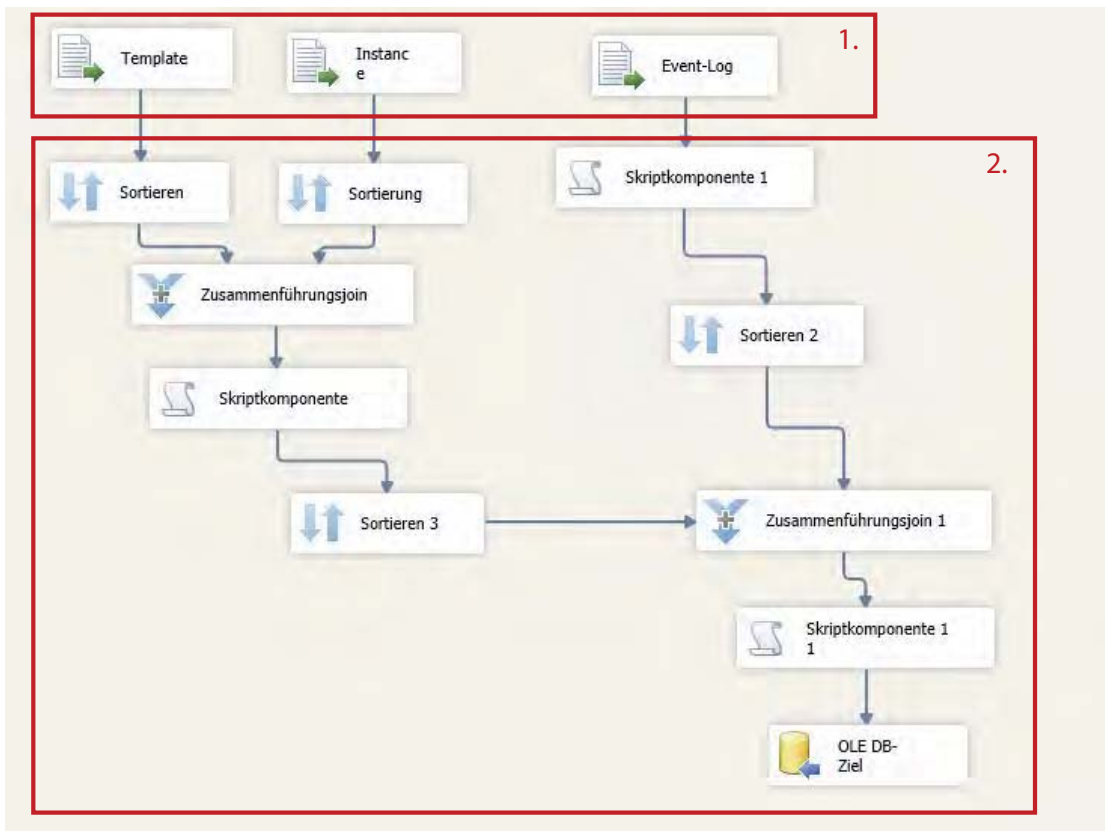 1.
Template
Instanc
e
Event-Log
2.
Sortieren
Sortierung
Skriptkomponente 1
Zusammenführungsjoin
Sortieren 2
Skriptkomponente
Sortieren 3
Zusammenführungsjoin 1
Skriptkomponente 1
1
OLE DB-
Ziel